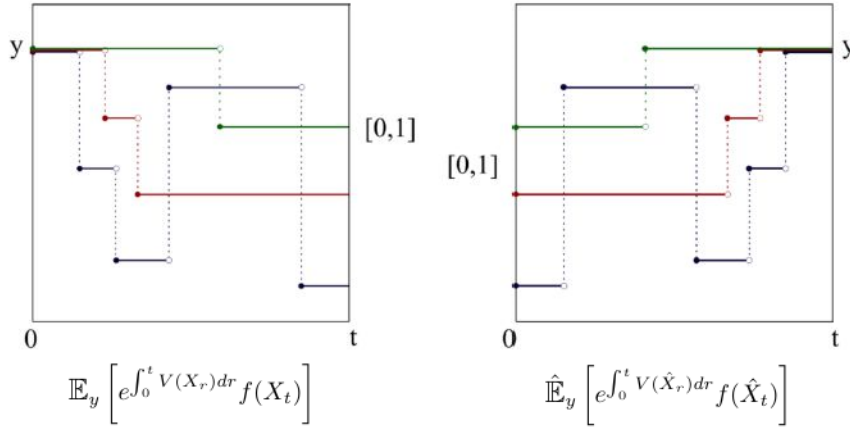 y
[0,1]
0
t
𝔼_y [e^{∫_0^t V(X_r)dr} f(X_t)]
y
[0,1]
0
t
𝔼̂_y [e^{∫_0^t V(X̂_r)dr} f(X̂_t)]